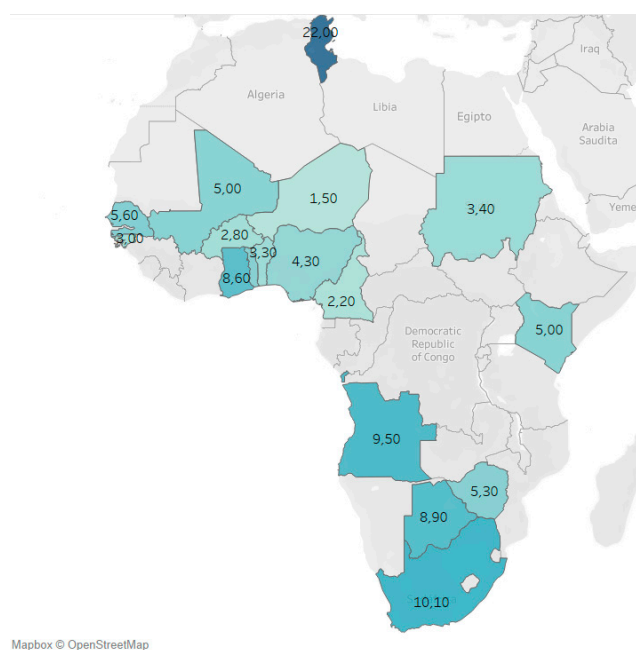 22,00
Iraq
Algeria
Libia
Egipto
Arabia
Saudita
5,00
1,50
3,40
Yeme
5,60
3,00
2,80
3,30
4,30
8,60
2,20
5,00
Democratic
Republic
of Congo
9,50
5,30
8,90
10,10
Mapbox © OpenStreetMap